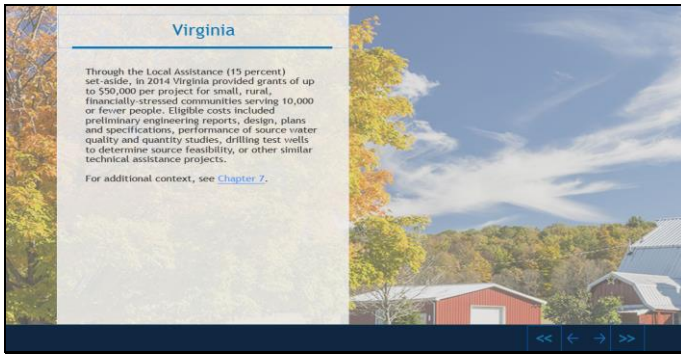 Virginia
Through the Local Assistance (15 percent)
set-aside, in 2014 Virginia provided grants of up
to $50,000 per project for small, rural,
financially-stressed communities serving 10,000
or fewer people. Eligible costs included
preliminary engineering reports, design, plans
and specifications, performance of source water
quality and quantity studies, drilling test wells
to determine source feasibility, or other similar
technical assistance projects.
For additional context, see Chapter 7.
<< ← → >>